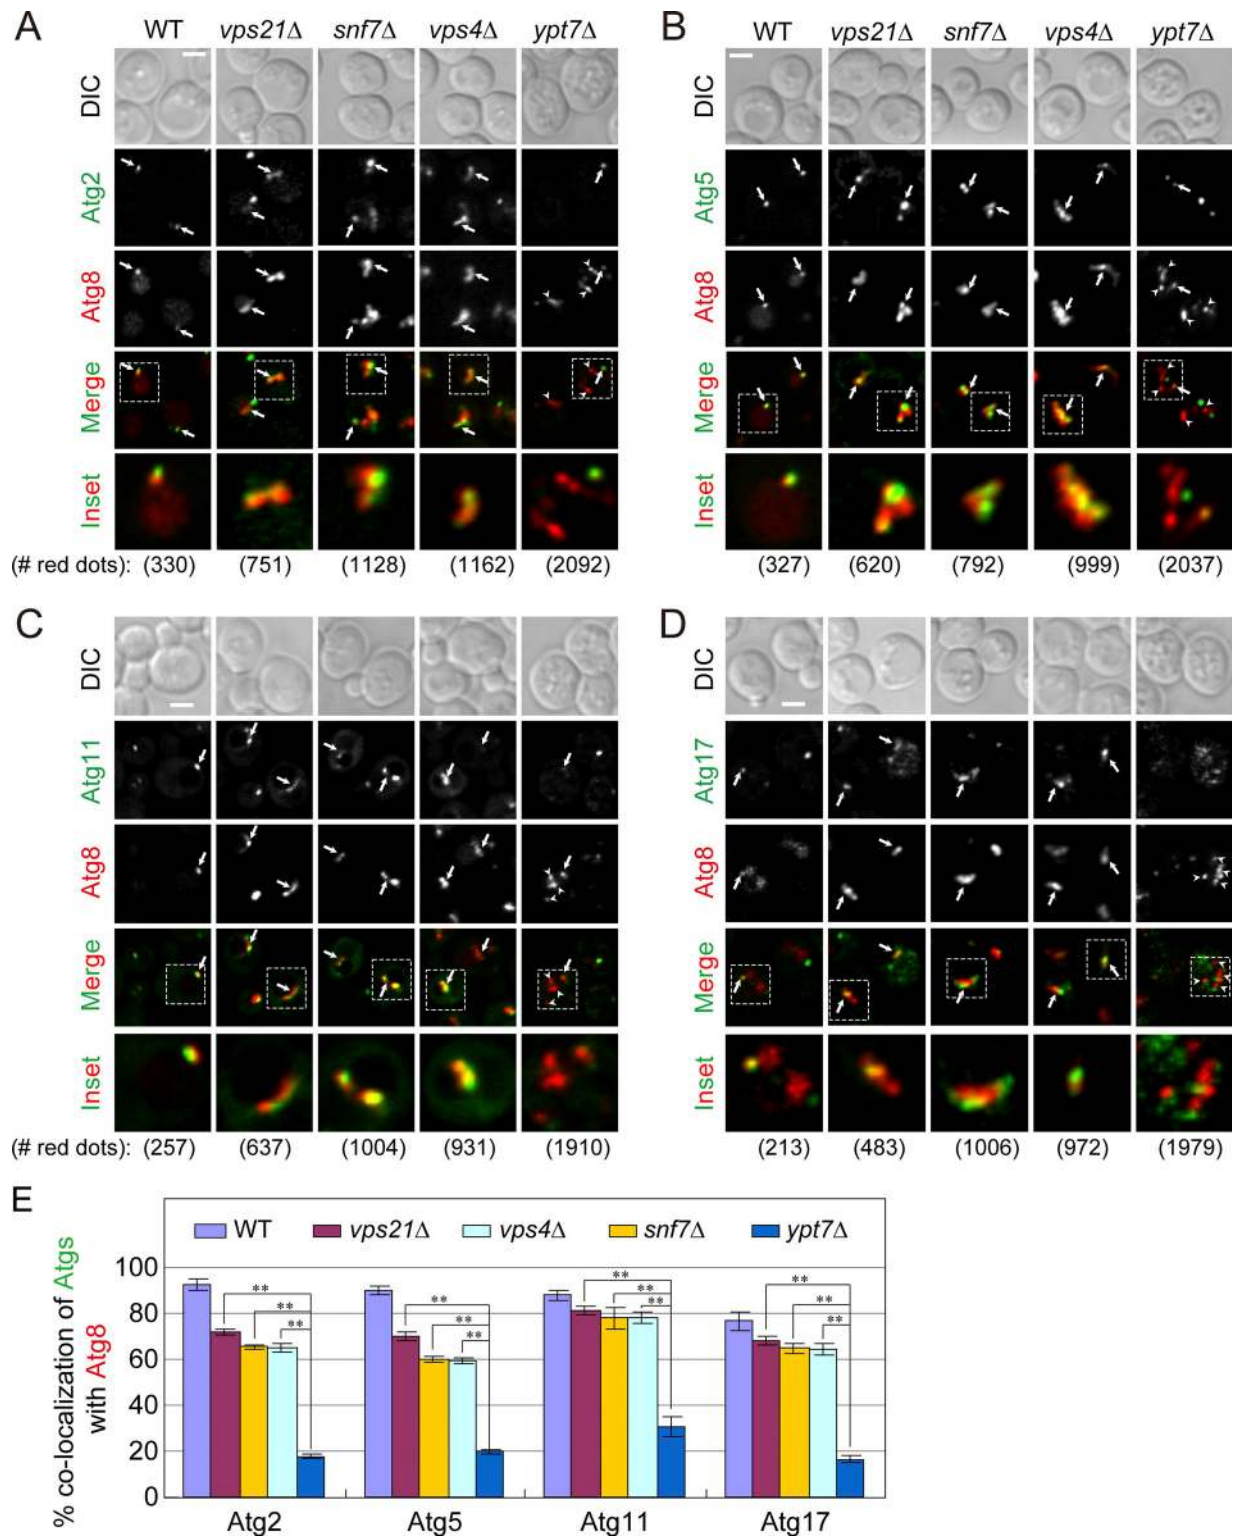 A
WT vps21Δ snf7Δ vps4Δ ypt7Δ
DIC
Atg2
Atg8
Merge
Inset
(# red dots): (330) (751) (1128) (1162) (2092)
B
WT vps21Δ snf7Δ vps4Δ ypt7Δ
DIC
Atg5
Atg8
Merge
Inset
(327) (620) (792) (999) (2037)
C
DIC
Atg11
Atg8
Merge
Inset
(# red dots): (257) (637) (1004) (931) (1910)
D
DIC
Atg17
Atg8
Merge
Inset
(213) (483) (1006) (972) (1979)
E
WT vps21Δ vps4Δ snf7Δ ypt7Δ
% co-localization of Atgs
with Atg8
100
80
60
40
20
0
** ** **
** ** **
** ** **
** ** **
Atg2 Atg5 Atg11 Atg17